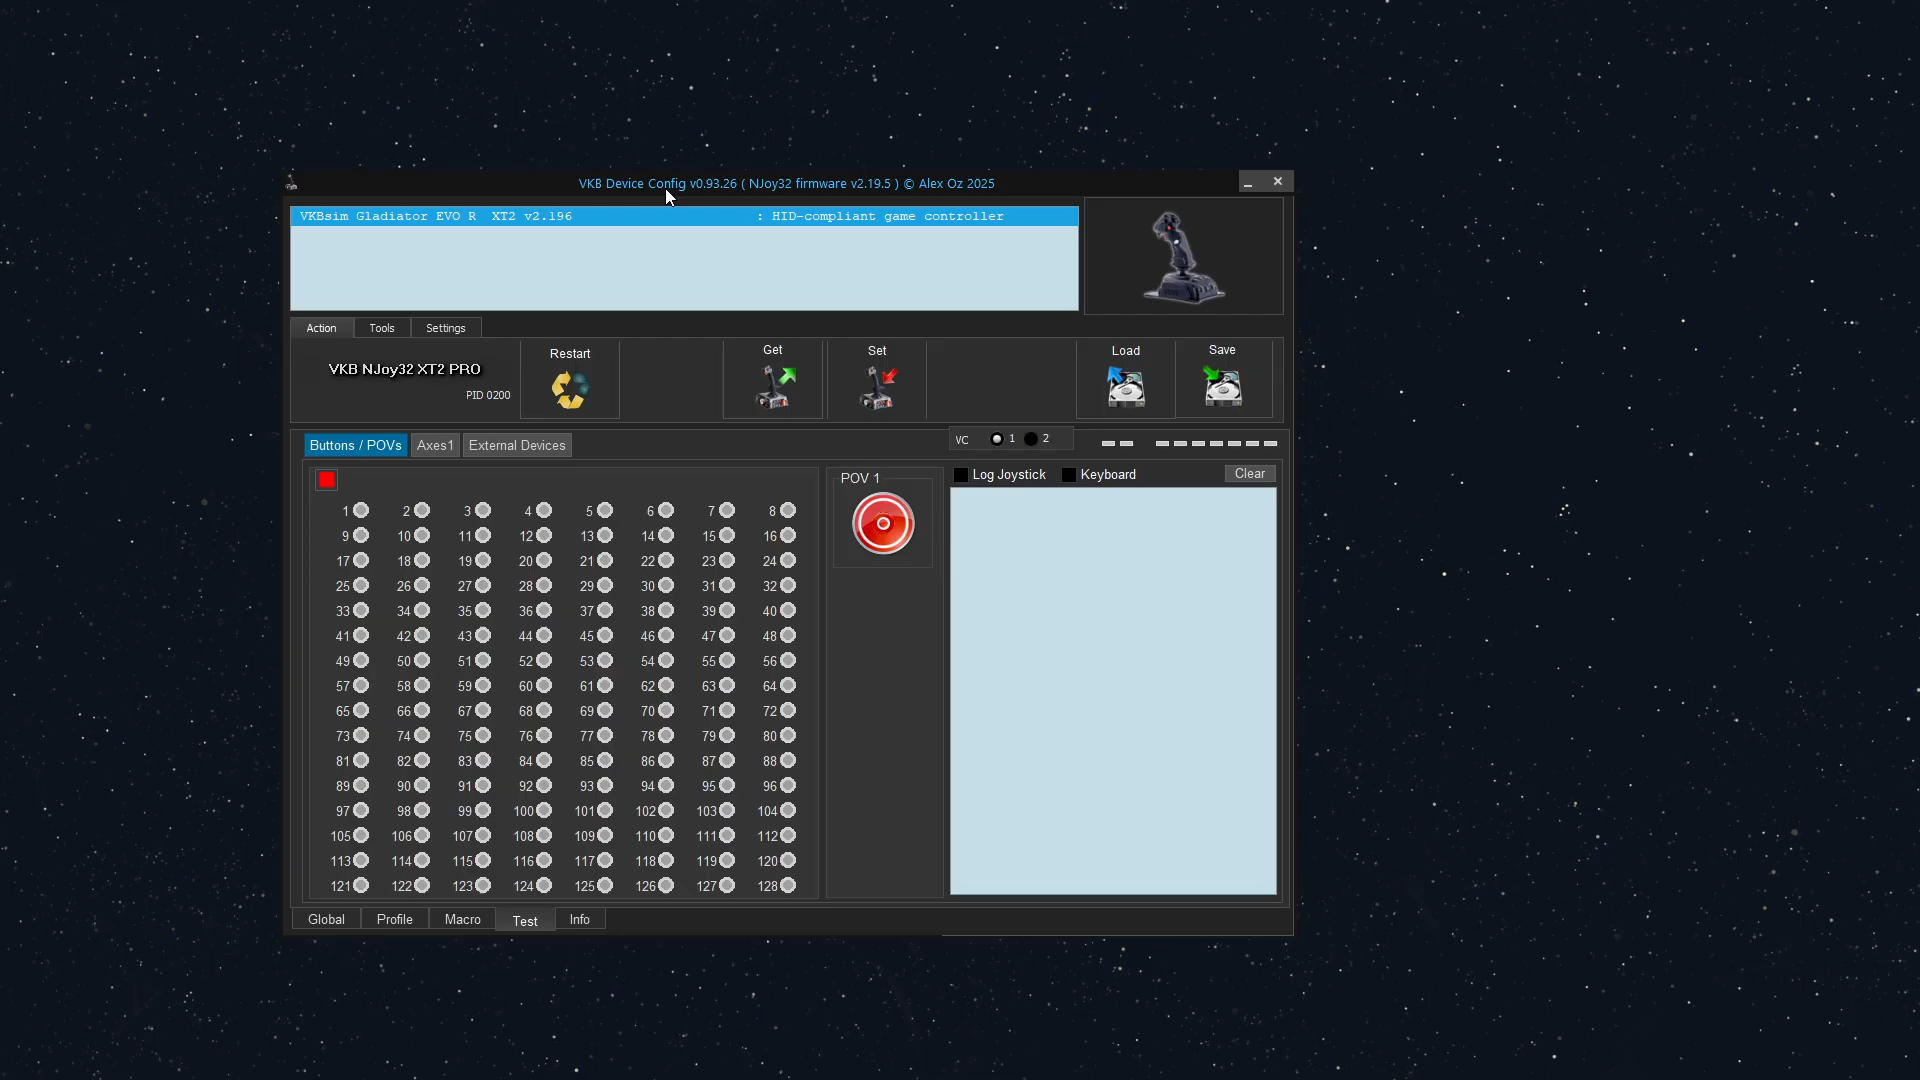 VKB Device Config v0.93.26 ( NJoy32 firmware v2.19.5 ) © Alex Oz 2025
VKBsim Gladiator EVO R  XT2 v2.196 : HID-compliant game controller
Action Tools Settings
VKB NJoy32 XT2 PRO
PID 0200
Restart
Get
Set
Load
Save
Buttons / POVs Axes1 External Devices
VC 1 2
POV 1
Log Joystick Keyboard Clear
1 2 3 4 5 6 7 8
9 10 11 12 13 14 15 16
17 18 19 20 21 22 23 24
25 26 27 28 29 30 31 32
33 34 35 36 37 38 39 40
41 42 43 44 45 46 47 48
49 50 51 52 53 54 55 56
57 58 59 60 61 62 63 64
65 66 67 68 69 70 71 72
73 74 75 76 77 78 79 80
81 82 83 84 85 86 87 88
89 90 91 92 93 94 95 96
97 98 99 100 101 102 103 104
105 106 107 108 109 110 111 112
113 114 115 116 117 118 119 120
121 122 123 124 125 126 127 128
Global Profile Macro Test Info